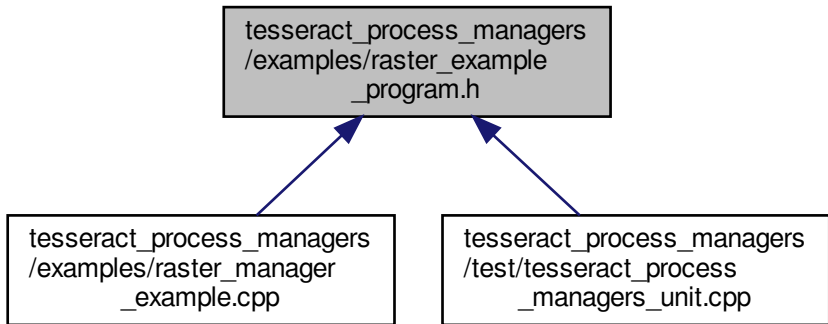 tesseract_process_managers
/examples/raster_example
_program.h
tesseract_process_managers
/examples/raster_manager
_example.cpp
tesseract_process_managers
/test/tesseract_process
_managers_unit.cpp